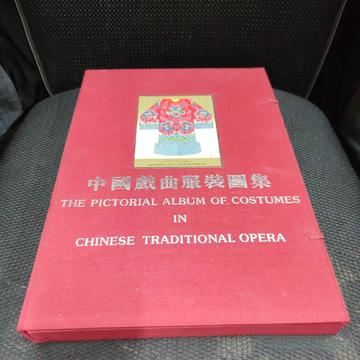 中國戲曲服裝圖集
THE PICTORIAL ALBUM OF COSTUMES
IN
CHINESE TRADITIONAL OPERA